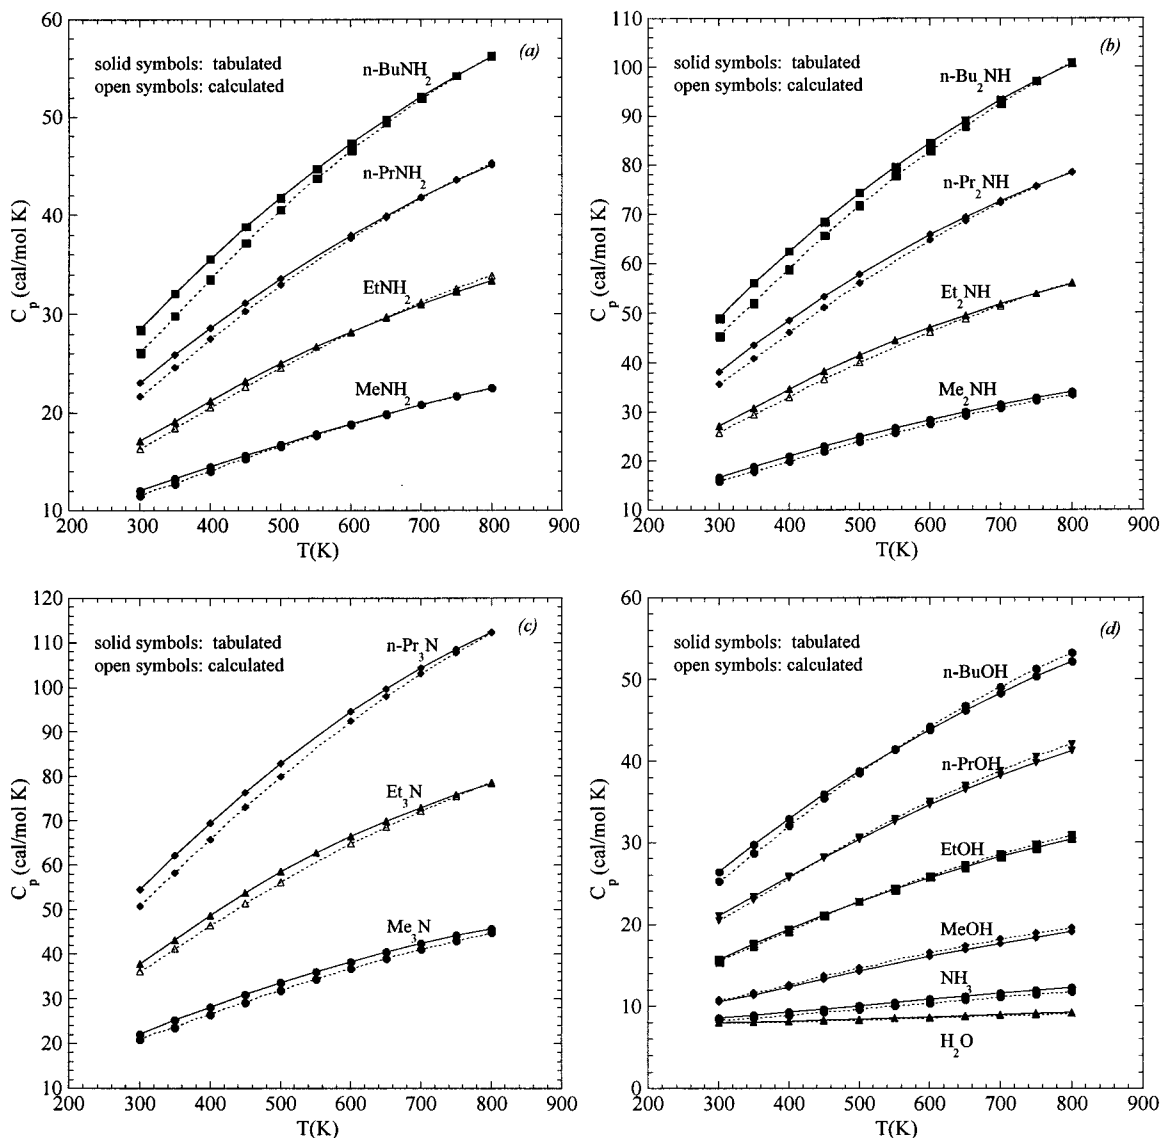 60
(a)
solid symbols: tabulated
open symbols: calculated
n-BuNH2
50
n-PrNH2
40
EtNH2
30
MeNH2
20
10
200 300 400 500 600 700 800 900
T(K)
Cp (cal/mol K)
110
(b)
solid symbols: tabulated
open symbols: calculated
n-Bu2NH
100
90
80
n-Pr2NH
70
60
Et2NH
50
40
Me2NH
30
20
10
200 300 400 500 600 700 800 900
T(K)
Cp (cal/mol K)
120
(c)
solid symbols: tabulated
open symbols: calculated
n-Pr3N
110
100
90
80
Et3N
70
60
50
Me3N
40
30
20
10
200 300 400 500 600 700 800 900
T(K)
Cp (cal/mol K)
60
(d)
solid symbols: tabulated
open symbols: calculated
n-BuOH
50
n-PrOH
40
EtOH
30
MeOH
20
NH3
10
H2O
0
200 300 400 500 600 700 800 900
T(K)
Cp (cal/mol K)